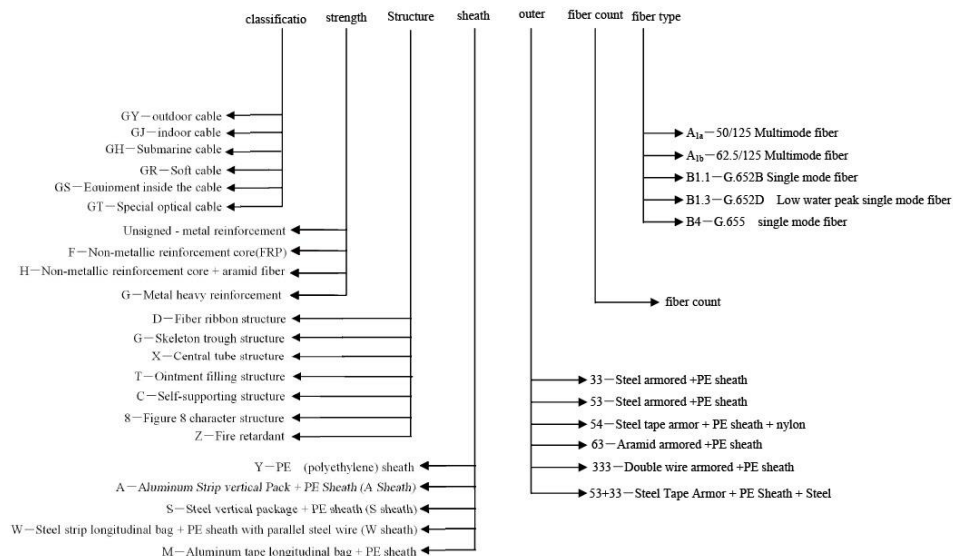 classificatio strength Structure sheath outer fiber count fiber type
GY—outdoor cable
GJ—indoor cable
GH—Submarine cable
GR—Soft cable
GS—Equipment inside the cable
GT—Special optical cable
Unsigned - metal reinforcement
F—Non-metallic reinforcement core(FRP)
H—Non-metallic reinforcement core + aramid fiber
G—Metal heavy reinforcement
D—Fiber ribbon structure
G—Skeleton trough structure
X—Central tube structure
T—Ointment filling structure
C—Self-supporting structure
8—Figure 8 character structure
Z—Fire retardant
Y—PE (polyethylene) sheath
A—Aluminum Strip vertical Pack + PE Sheath (A Sheath)
S—Steel vertical package + PE sheath (S sheath)
W—Steel strip longitudinal bag + PE sheath with parallel steel wire (W sheath)
M—Aluminum tape longitudinal bag + PE sheath
A1a—50/125 Multimode fiber
A1b—62.5/125 Multimode fiber
B1.1—G.652B Single mode fiber
B1.3—G.652D Low water peak single mode fiber
B4—G.655 single mode fiber
fiber count
33—Steel armored +PE sheath
53—Steel armored +PE sheath
54—Steel tape armor + PE sheath + nylon
63—Aramid armored +PE sheath
333—Double wire armored +PE sheath
53+33—Steel Tape Armor + PE Sheath + Steel